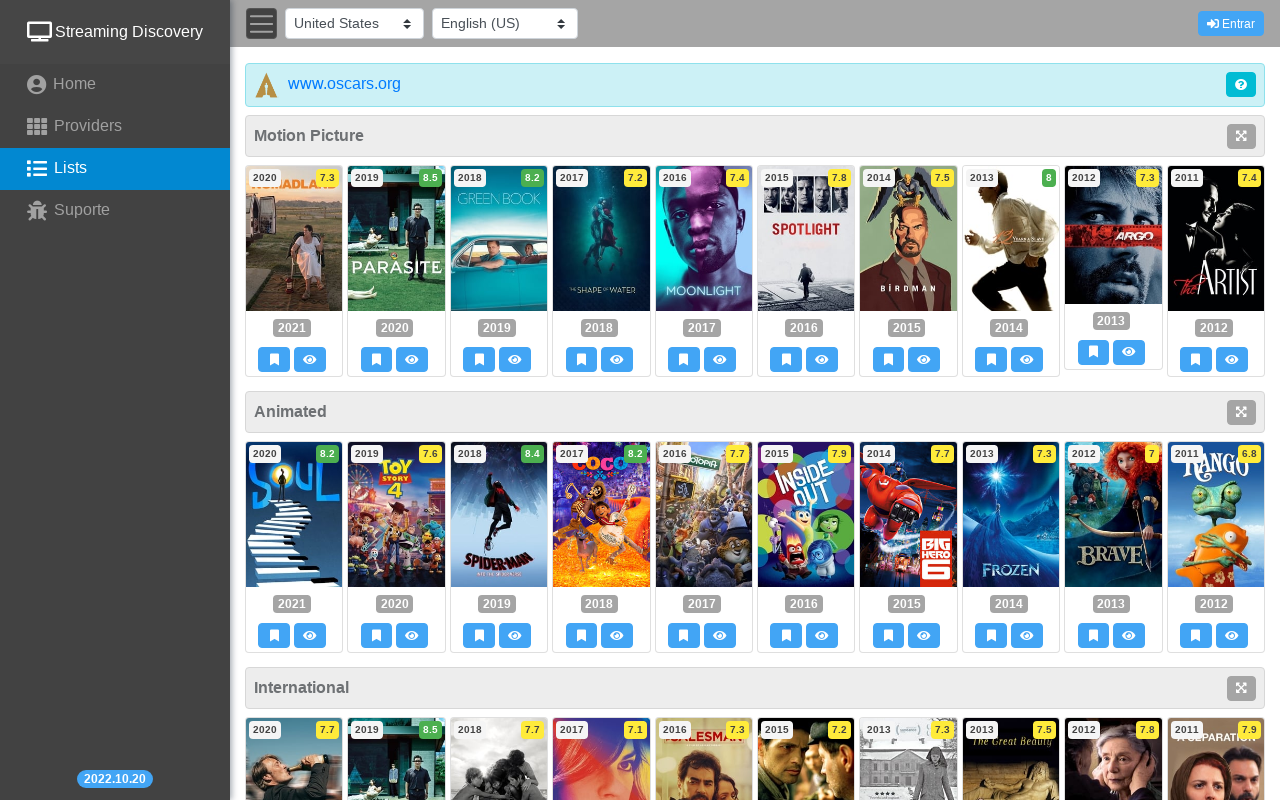 Streaming Discovery
United States
English (US)
Entrar
Home
Providers
Lists
Suporte
2022.10.20
www.oscars.org
Motion Picture
2020 7.3 2019 8.5 2018 8.2 2017 7.2 2016 7.4 2015 7.8 2014 7.5 2013 8 2012 7.3 2011 7.4
NOMADLAND
PARASITE
GREEN BOOK
THE SHAPE OF WATER
MOONLIGHT
SPOTLIGHT
BIRDMAN
ARGO
The ARTIST
2021 2020 2019 2018 2017 2016 2015 2014 2013 2012
Animated
2020 8.2 2019 7.6 2018 8.4 2017 8.2 2016 7.7 2015 7.9 2014 7.7 2013 7.3 2012 7 2011 6.8
SOUL
TOY STORY 4
SPIDER-MAN
COCO
INSIDE OUT
BIG HERO 6
FROZEN
BRAVE
RANGO
2021 2020 2019 2018 2017 2016 2015 2014 2013 2012
International
2020 7.7 2019 8.5 2018 7.7 2017 7.1 2016 7.3 2015 7.2 2013 7.3 2013 7.5 2012 7.8 2011 7.9
SALESMAN
The Great Beauty
A SEPARATION